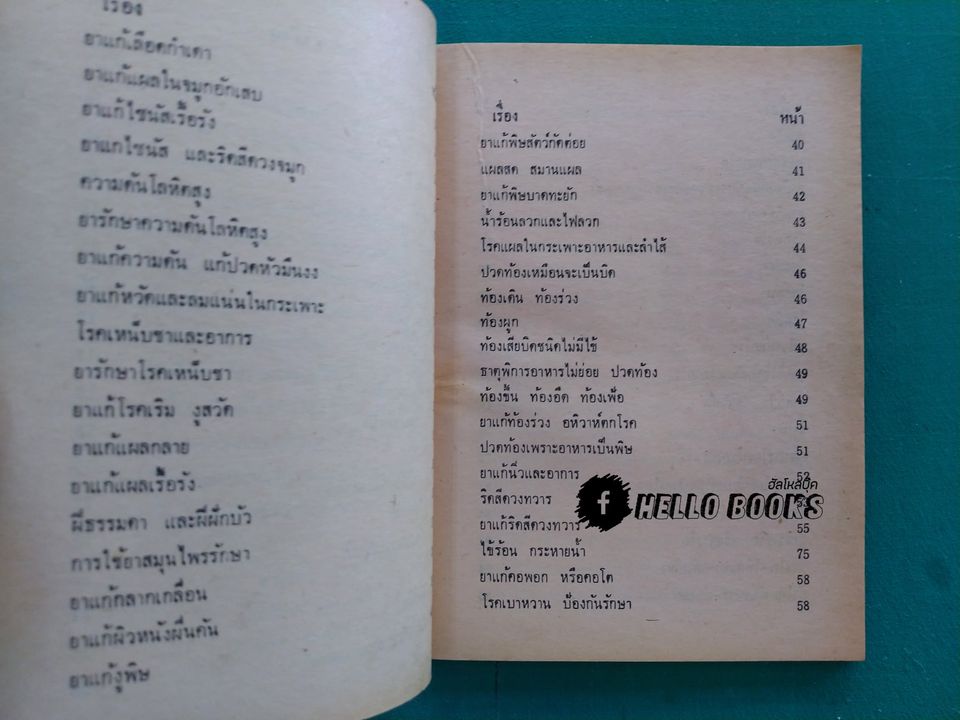 เรื่อง
ยาแก้เลือดกำเดา
ยาแก้แผลในจมูกอักเสบ
ยาแก้ไซนัสเรื้อรัง
ยาแก้ไซนัส และริดสีดวงจมูก
ความดันโลหิตสูง
ยารักษาความดันโลหิตสูง
ยาแก้ความดัน แก้ปวดหัวมึนงง
ยาแก้หวัดและลมแน่นในกระเพาะ
โรคเหน็บชาและอาการ
ยารักษาโรคเหน็บชา
ยาแก้โรคเริม งูสวัด
ยาแก้แผลกลาย
ยาแก้แผลเรื้อรัง
ฝีธรรมดา และฝีฝักบัว
การใช้ยาสมุนไพรรักษา
ยาแก้กลากเกลื่อน
ยาแก้ผิวหนังผื่นคัน
ยาแก้งูพิษ
เรื่อง หน้า
ยาแก้พิษสัตว์กัดต่อย 40
แผลสด สมานแผล 41
ยาแก้พิษบาดทะยัก 42
น้ำร้อนลวกและไฟลวก 43
โรคแผลในกระเพาะอาหารและลำไส้ 44
ปวดท้องเหมือนจะเป็นบิด 46
ท้องเดิน ท้องร่วง 46
ท้องผูก 47
ท้องเสียบิดชนิดไม่มีไข้ 48
ธาตุพิการอาหารไม่ย่อย ปวดท้อง 49
ท้องขึ้น ท้องอืด ท้องเฟ้อ 49
ยาแก้ท้องร่วง อหิวาห์ตกโรค 51
ปวดท้องเพราะอาหารเป็นพิษ 51
ยาแก้นิ่วและอาการ 52
ริดสีดวงทวาร
ยาแก้ริดสีดวงทวาร 55
ไข้ร้อน กระหายน้ำ 75
ยาแก้คอพอก หรือคอโต 58
โรคเบาหวาน ป้องกันรักษา 58
ฮัลโหลบุ๊ค
f HELLO BOOKS